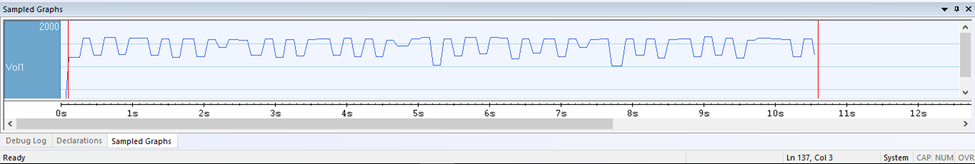 Sampled Graphs
2000
Vol1
0s 1s 2s 3s 4s 5s 6s 7s 8s 9s 10s 11s 12s
Debug Log Declarations Sampled Graphs
Ready Ln 137, Col 3 System CAP NUM OVR